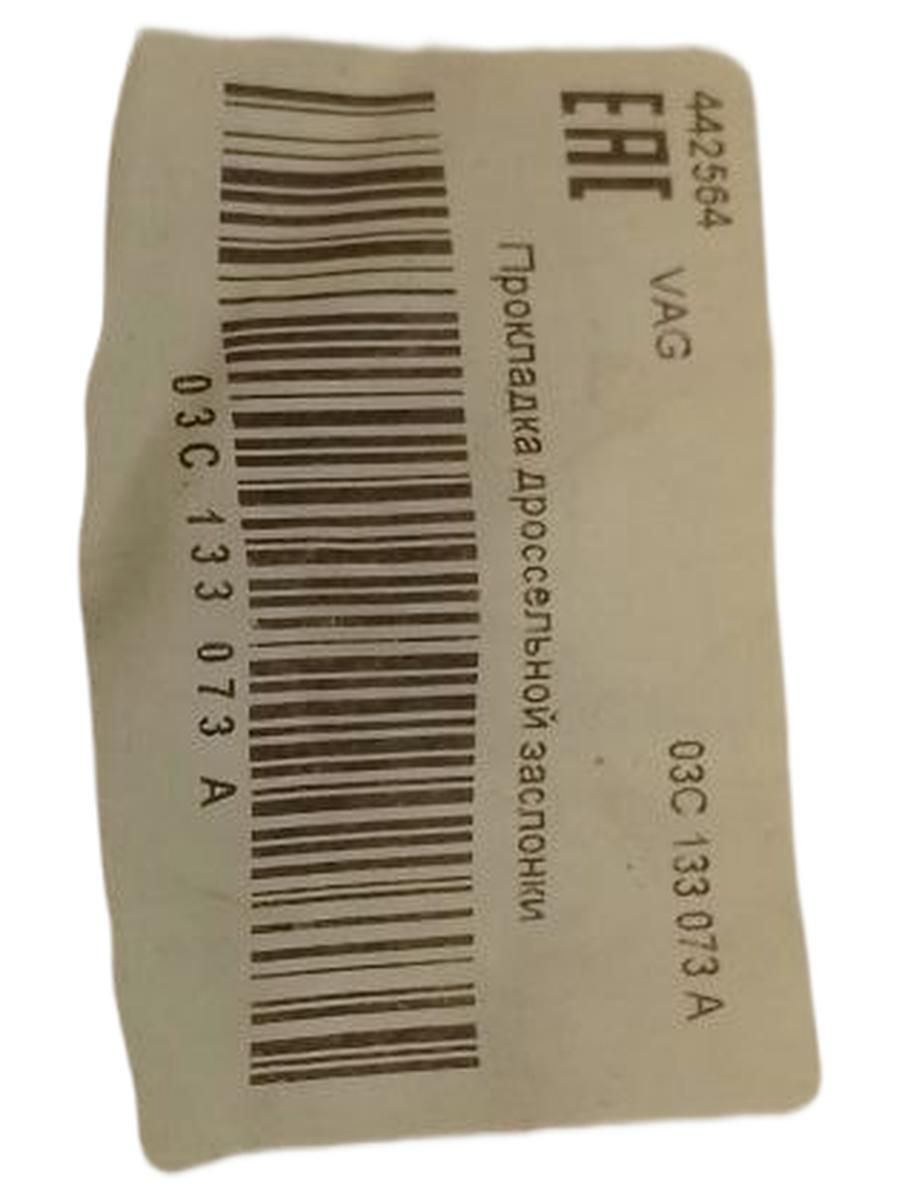 442564
VAG 03C 133 073 A
EAC
Прокладка дроссельной заслонки
03C 133 073 A